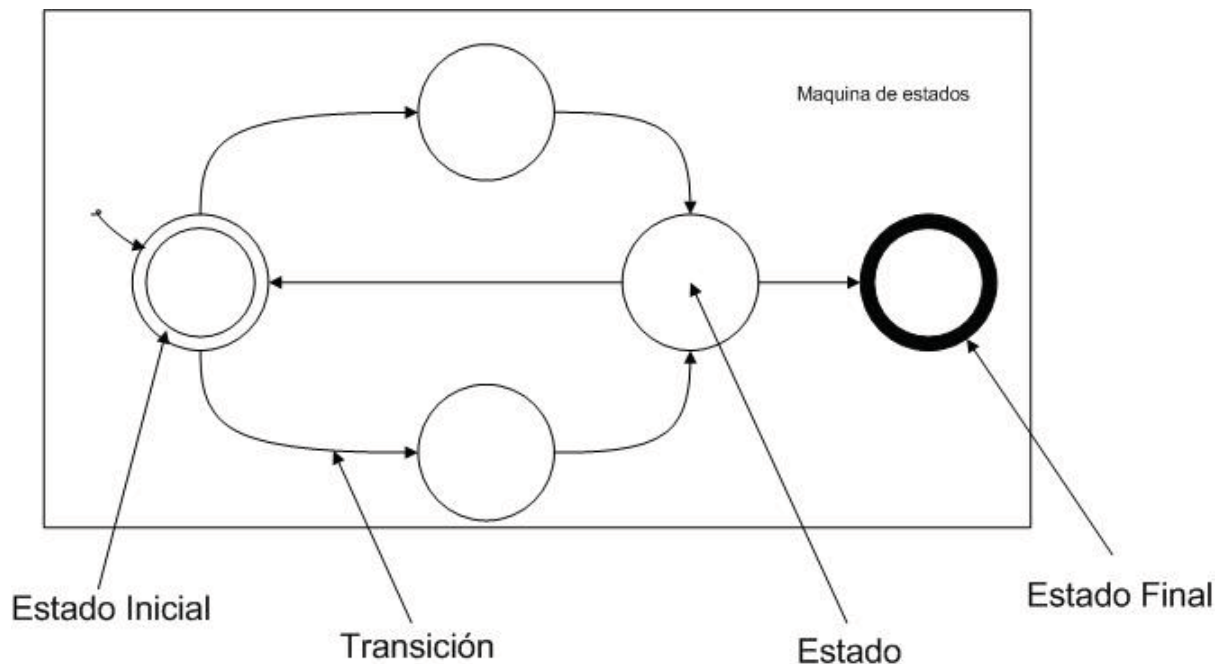 Maquina de estados
Estado Inicial
Transición
Estado
Estado Final